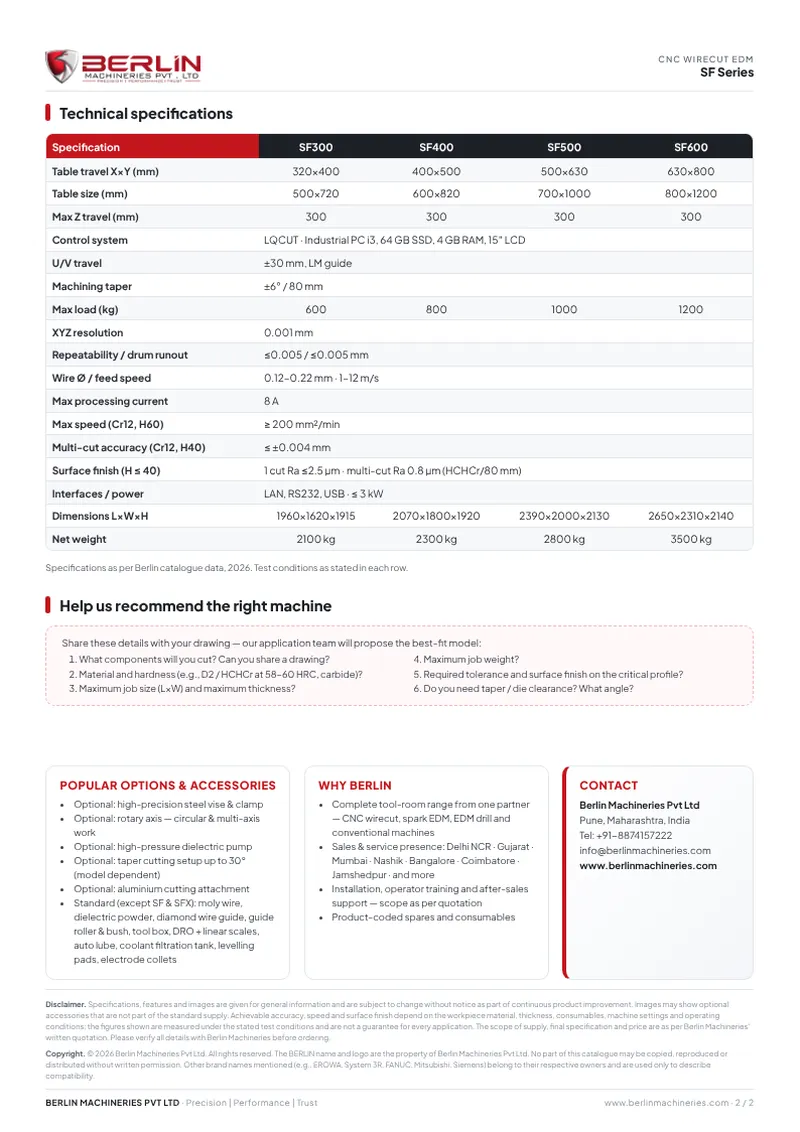 BERLIN
MACHINERIES PVT . LTD
PRECISION | PERFORMANCE | TRUST
CNC WIRECUT EDM
SF Series
Technical specifications
Specification SF300 SF400 SF500 SF600
Table travel X×Y (mm) 320×400 400×500 500×630 630×800
Table size (mm) 500×720 600×820 700×1000 800×1200
Max Z travel (mm) 300 300 300 300
Control system LQCUT · Industrial PC i3, 64 GB SSD, 4 GB RAM, 15" LCD
U/V travel ±30 mm, LM guide
Machining taper ±6° / 80 mm
Max load (kg) 600 800 1000 1200
XYZ resolution 0.001 mm
Repeatability / drum runout ≤0.005 / ≤0.005 mm
Wire Ø / feed speed 0.12–0.22 mm · 1–12 m/s
Max processing current 8 A
Max speed (Cr12, H60) ≥ 200 mm²/min
Multi-cut accuracy (Cr12, H40) ≤ ±0.004 mm
Surface finish (H ≤ 40) 1 cut Ra ≤2.5 µm · multi-cut Ra 0.8 µm (HCHCr/80 mm)
Interfaces / power LAN, RS232, USB · ≤ 3 kW
Dimensions L×W×H 1960×1620×1915 2070×1800×1920 2390×2000×2130 2650×2310×2140
Net weight 2100 kg 2300 kg 2800 kg 3500 kg
Specifications as per Berlin catalogue data, 2026. Test conditions as stated in each row.
Help us recommend the right machine
Share these details with your drawing — our application team will propose the best-fit model:
1. What components will you cut? Can you share a drawing?
2. Material and hardness (e.g., D2 / HCHCr at 58–60 HRC, carbide)?
3. Maximum job size (L×W) and maximum thickness?
4. Maximum job weight?
5. Required tolerance and surface finish on the critical profile?
6. Do you need taper / die clearance? What angle?
POPULAR OPTIONS & ACCESSORIES
• Optional: high-precision steel vise & clamp
• Optional: rotary axis — circular & multi-axis
work
• Optional: high-pressure dielectric pump
• Optional: taper cutting setup up to 30°
(model dependent)
• Optional: aluminium cutting attachment
• Standard (except SF & SFX): moly wire,
dielectric powder, diamond wire guide, guide
roller & bush, tool box, DRO + linear scales,
auto lube, coolant filtration tank, levelling
pads, electrode collets
WHY BERLIN
• Complete tool-room range from one partner
— CNC wirecut, spark EDM, EDM drill and
conventional machines
• Sales & service presence: Delhi NCR · Gujarat ·
Mumbai · Nashik · Bangalore · Coimbatore ·
Jamshedpur · and more
• Installation, operator training and after-sales
support — scope as per quotation
• Product-coded spares and consumables
CONTACT
Berlin Machineries Pvt Ltd
Pune, Maharashtra, India
Tel: +91-8874157222
info@berlinmachineries.com
www.berlinmachineries.com
Disclaimer. Specifications, features and images are given for general information and are subject to change without notice as part of continuous product improvement. Images may show optional
accessories that are not part of the standard supply. Achievable accuracy, speed and surface finish depend on the workpiece material, thickness, consumables, machine settings and operating
conditions; the figures shown are measured under the stated test conditions and are not a guarantee for every application. The scope of supply, final specification and price are as per Berlin Machineries'
written quotation. Please verify all details with Berlin Machineries before ordering.
Copyright. © 2026 Berlin Machineries Pvt Ltd. All rights reserved. The BERLIN name and logo are the property of Berlin Machineries Pvt Ltd. No part of this catalogue may be copied, reproduced or
distributed without written permission. Other brand names mentioned (e.g., EROWA, System 3R, FANUC, Mitsubishi, Siemens) belong to their respective owners and are used only to describe
compatibility.
BERLIN MACHINERIES PVT LTD · Precision | Performance | Trust
www.berlinmachineries.com · 2 / 2